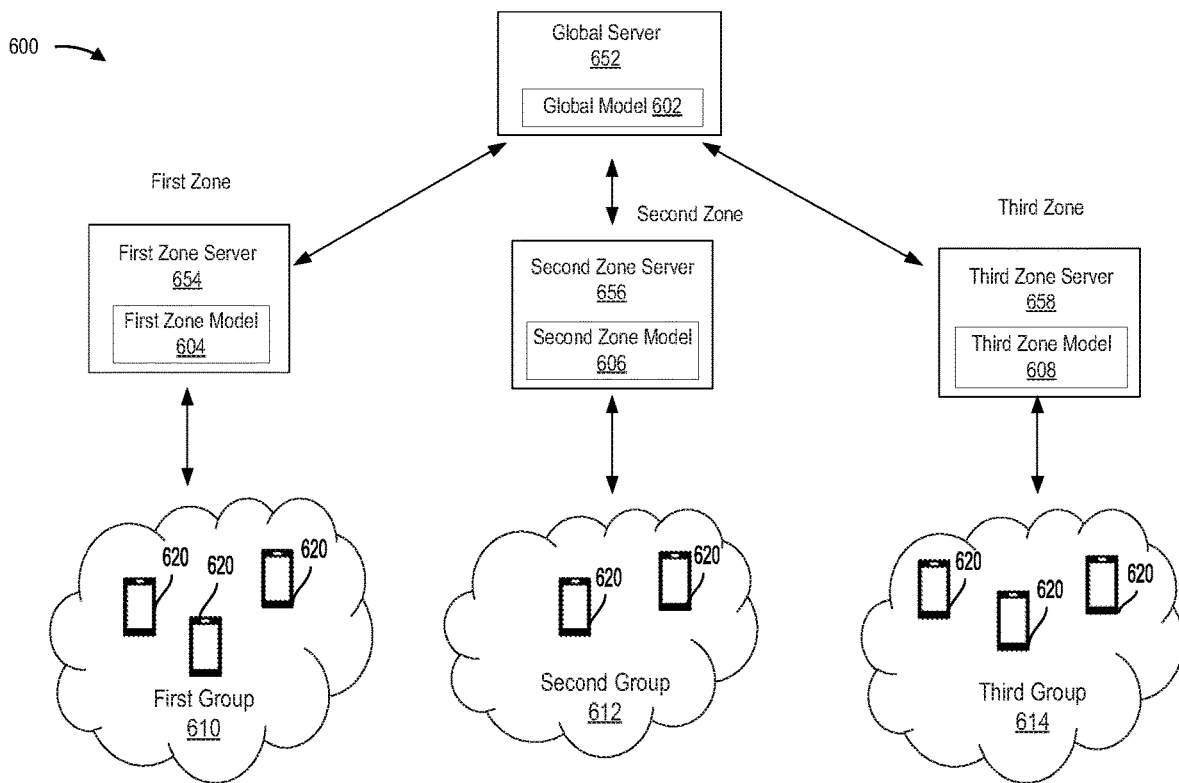 600
Global Server
652
Global Model 602
First Zone
Second Zone
Third Zone
First Zone Server
654
First Zone Model
604
Second Zone Server
656
Second Zone Model
606
Third Zone Server
658
Third Zone Model
608
620
620
620
First Group
610
620
620
Second Group
612
620
620
620
Third Group
614